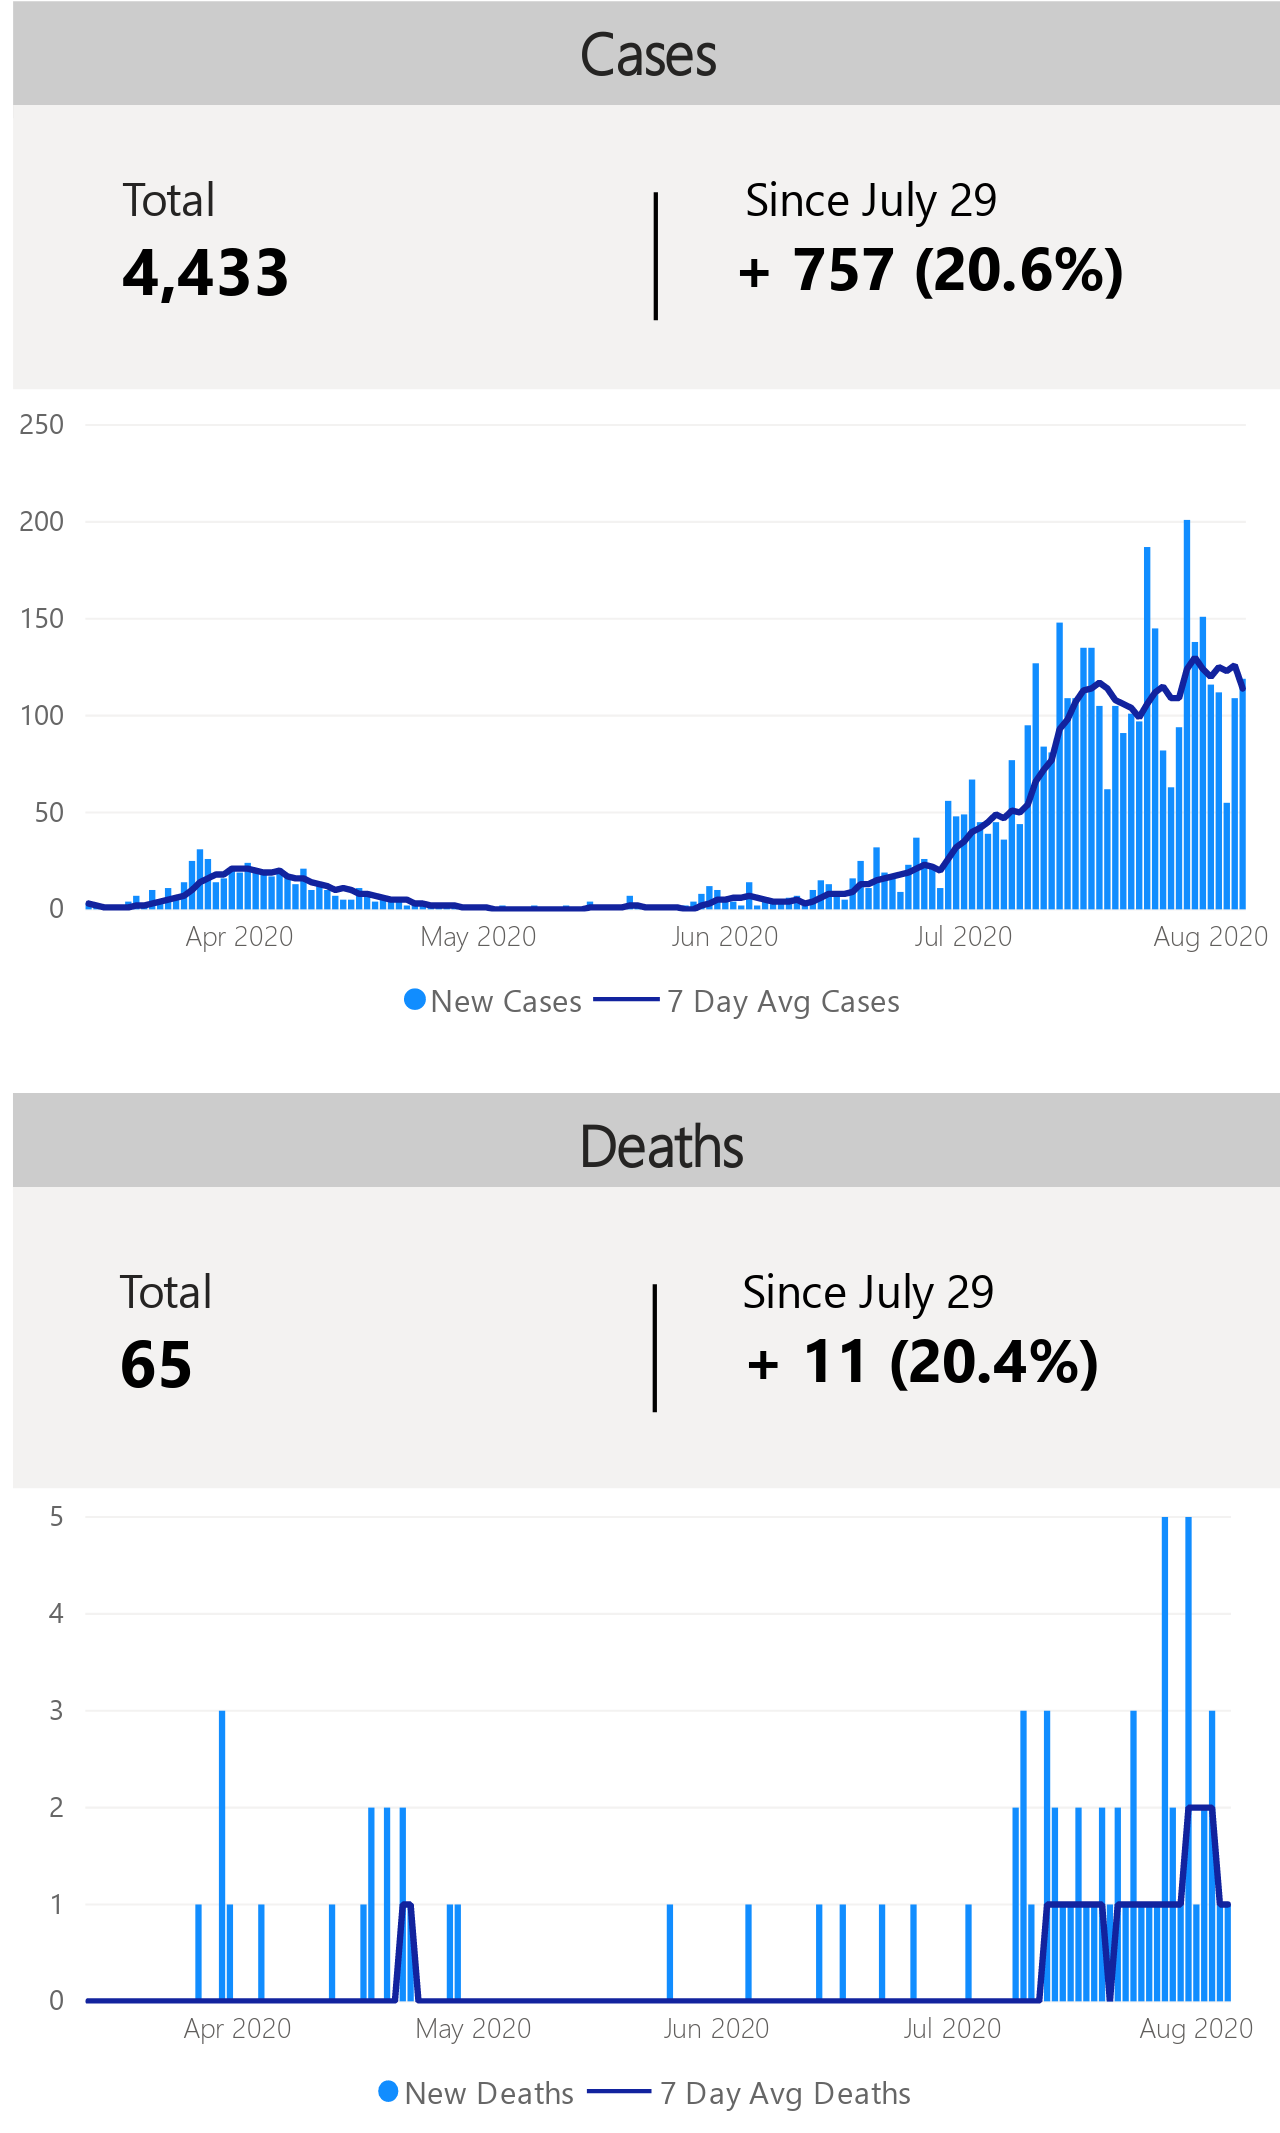 Cases
Total
Since July 29
4,433
+ 757 (20.6%)
250
200
150
100
50
0
Apr 2020
May 2020
Jun 2020
Jul 2020
Aug 2020
New Cases
7 Day Avg Cases
Deaths
Total
Since July 29
65
+ 11 (20.4%)
5
4
3
2
1
0
Apr 2020
May 2020
Jun 2020
Jul 2020
Aug 2020
New Deaths
7 Day Avg Deaths